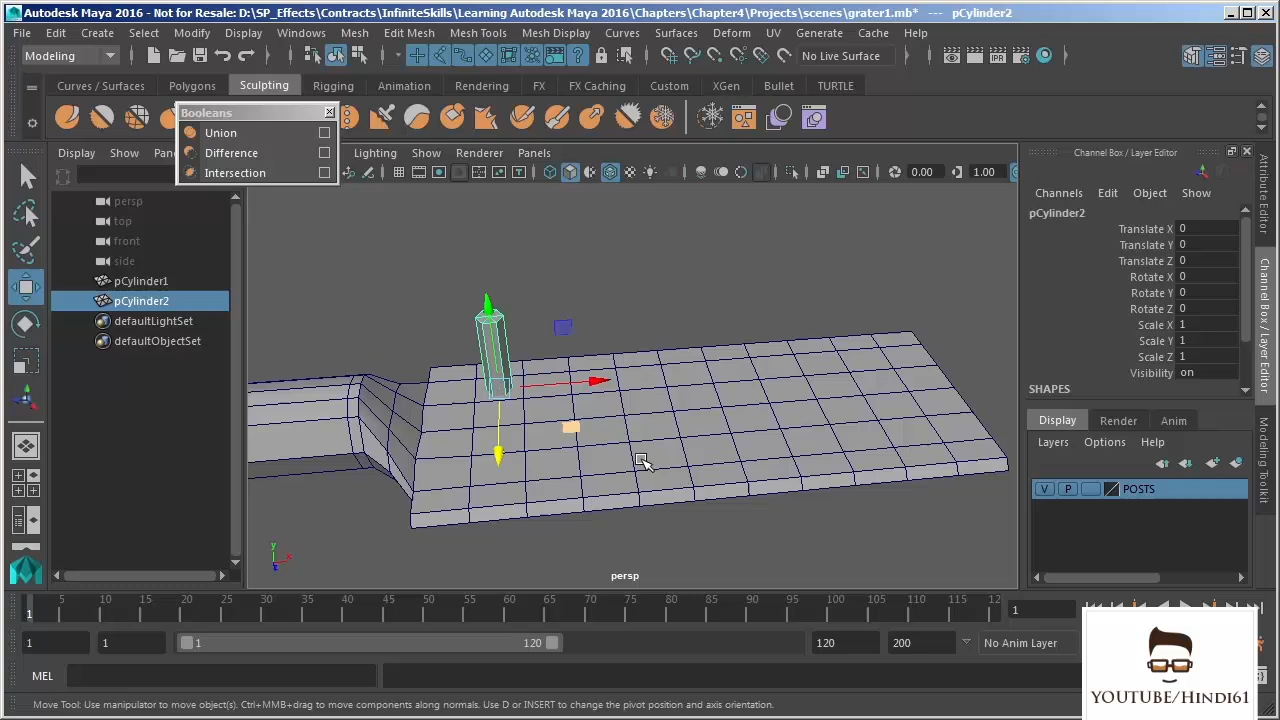 Autodesk Maya 2016 - Not for Resale: D:\SP_Effects\Contracts\InfiniteSkills\Learning Autodesk Maya 2016\Chapters\Chapter4\Projects\scenes\grater1.mb* --- pCylinder2
File Edit Create Select Modify Display Windows Mesh Edit Mesh Mesh Tools Mesh Display Curves Surfaces Deform UV Generate Cache Help
Modeling No Live Surface
Curves / Surfaces Polygons Sculpting Rigging Animation Rendering FX FX Caching Custom XGen Bullet TURTLE
Booleans
Union
Difference
Intersection
Display Show Lighting Show Renderer Panels
0.00 1.00
persp
top
front
side
pCylinder1
pCylinder2
defaultLightSet
defaultObjectSet
y
x
z
persp
Channel Box / Layer Editor
Channels Edit Object Show
pCylinder2
Translate X 0
Translate Y 0
Translate Z 0
Rotate X 0
Rotate Y 0
Rotate Z 0
Scale X 1
Scale Y 1
Scale Z 1
Visibility on
SHAPES
Display Render Anim
Layers Options Help
V P POSTS
Attribute Editor
Channel Box / Layer Editor
Modeling Toolkit
1 5 10 15 20 25 30 35 40 45 50 55 60 65 70 75 80 85 90 95 100 105 110 115 12 1
1 1 1 120 120 200 No Anim Layer
MEL
Move Tool: Use manipulator to move object(s). Ctrl+MMB+drag to move components along normals. Use D or INSERT to change the pivot position and axis orientation.
YOUTUBE/HINDI61